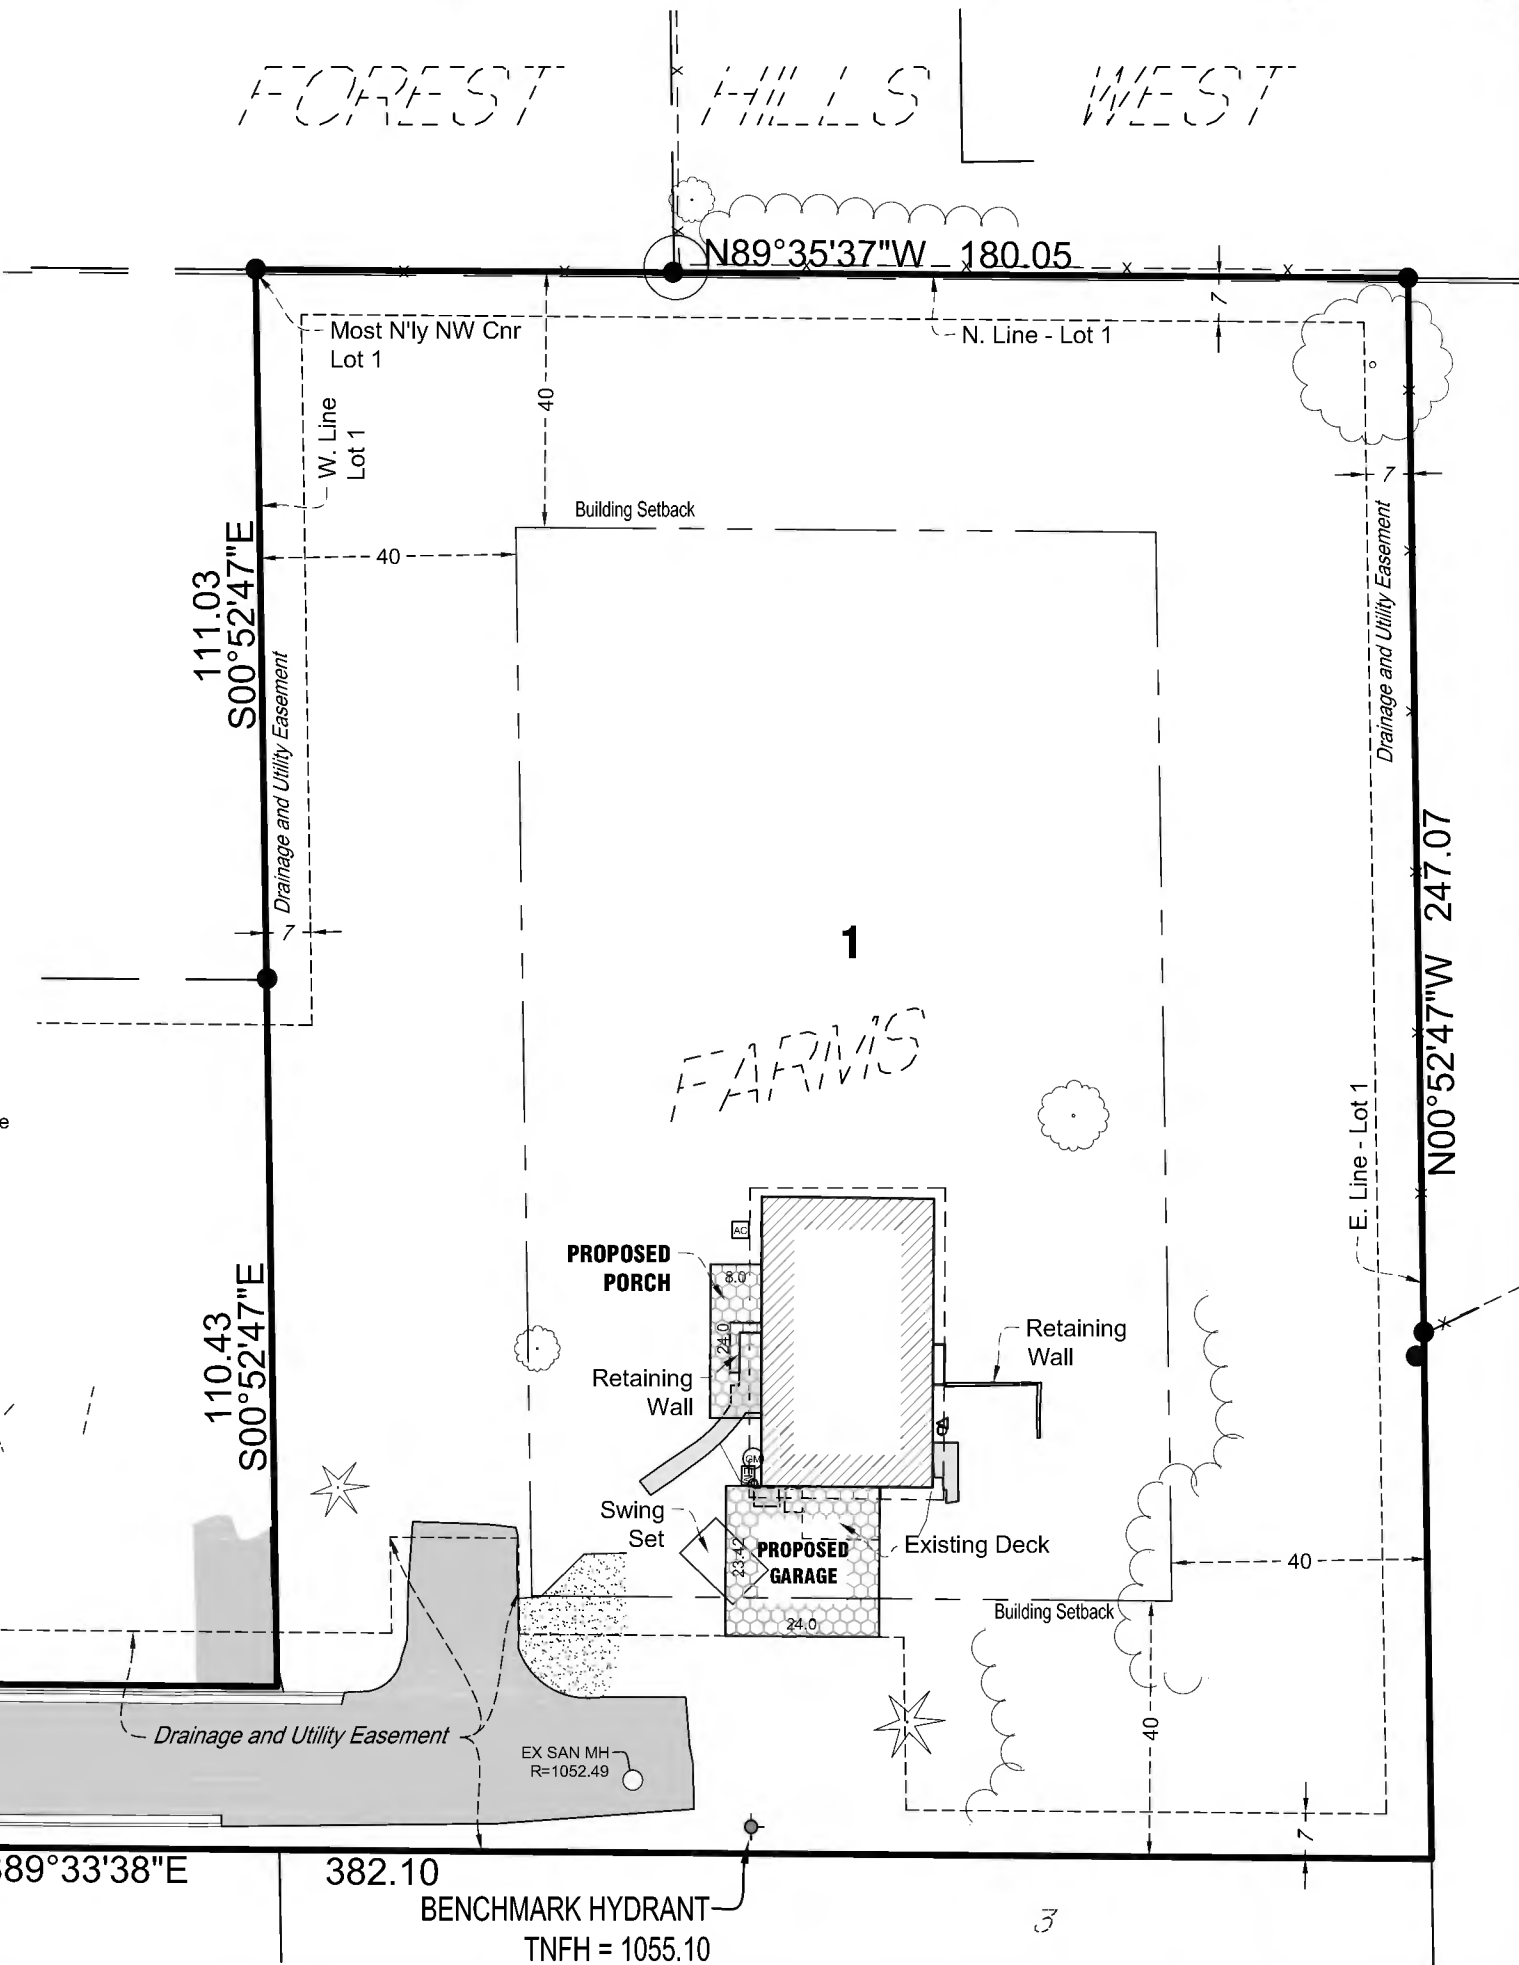 FOREST HILLS WEST
N89°35'37"W 180.05
7
Most N'ly NW Cnr
Lot 1
N. Line - Lot 1
40
W. Line
Lot 1
7
Building Setback
40
111.03
S00°52'47"E
Drainage and Utility Easement
Drainage and Utility Easement
7
247.07
N00°52'47"W
1
FARMS
E. Line - Lot 1
e
AC
PROPOSED
PORCH
8.0
24.0
Retaining
Wall
Retaining
Wall
110.43
S00°52'47"E
GM
Swing
Set
23.42
PROPOSED
GARAGE
24.0
Existing Deck
40
Building Setback
40
Drainage and Utility Easement
EX SAN MH
R=1052.49
7
89°33'38"E
382.10
BENCHMARK HYDRANT
TNFH = 1055.10
3